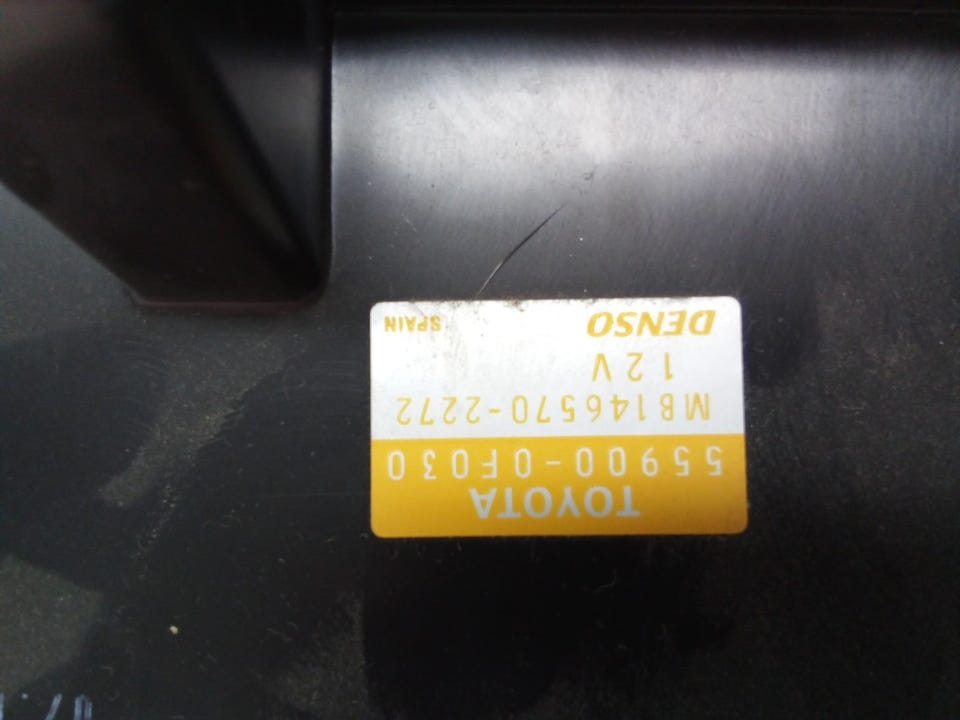 TOYOTA
55900-0F030
MB146570-2272
12V
DENSO SPAIN